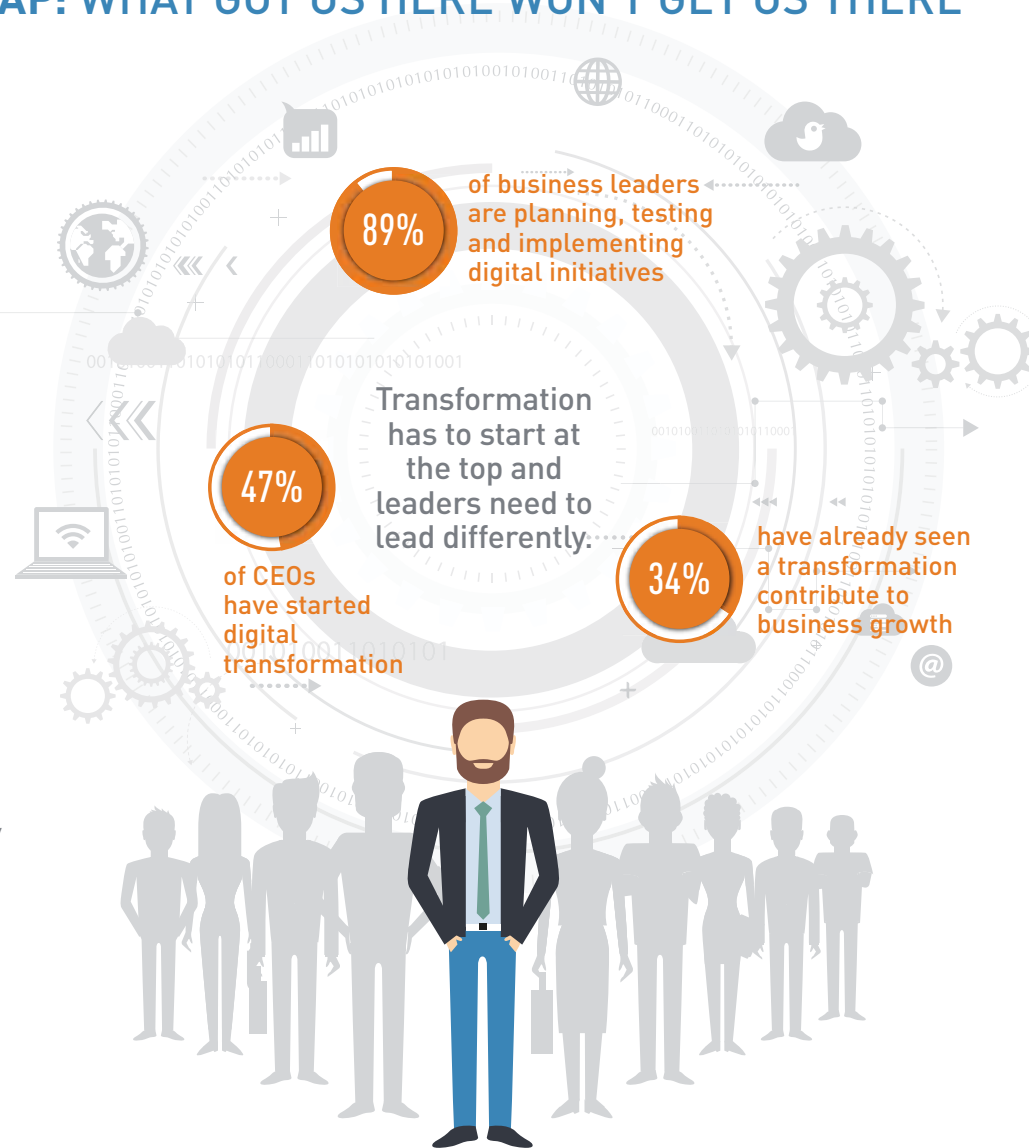 AP: WHAT GOT US HERE WON'T GET US THERE
89%
of business leaders
are planning, testing
and implementing
digital initiatives
Transformation
has to start at
the top and
leaders need to
lead differently.
47%
of CEOs
have started
digital
transformation
34%
have already seen
a transformation
contribute to
business growth
@